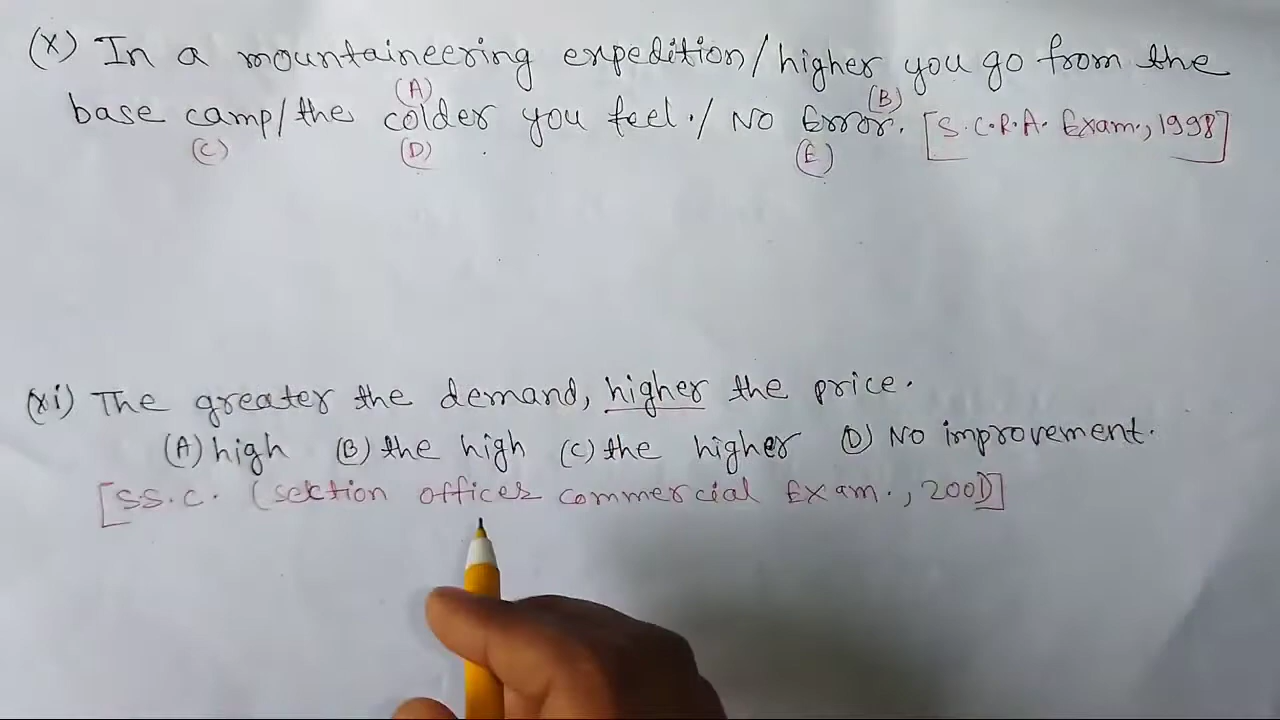 (x) In a mountaineering expedition/higher you go from the
(A) (B)
base camp/the colder you feel./ No Error. [S.C.R.A. Exam., 1998]
(C) (D) (E)
(xi) The greater the demand, higher the price.
(A) high (B) the high (C) the higher D) No improvement.
[S.S.C. (Section officer commercial Exam., 2001)]